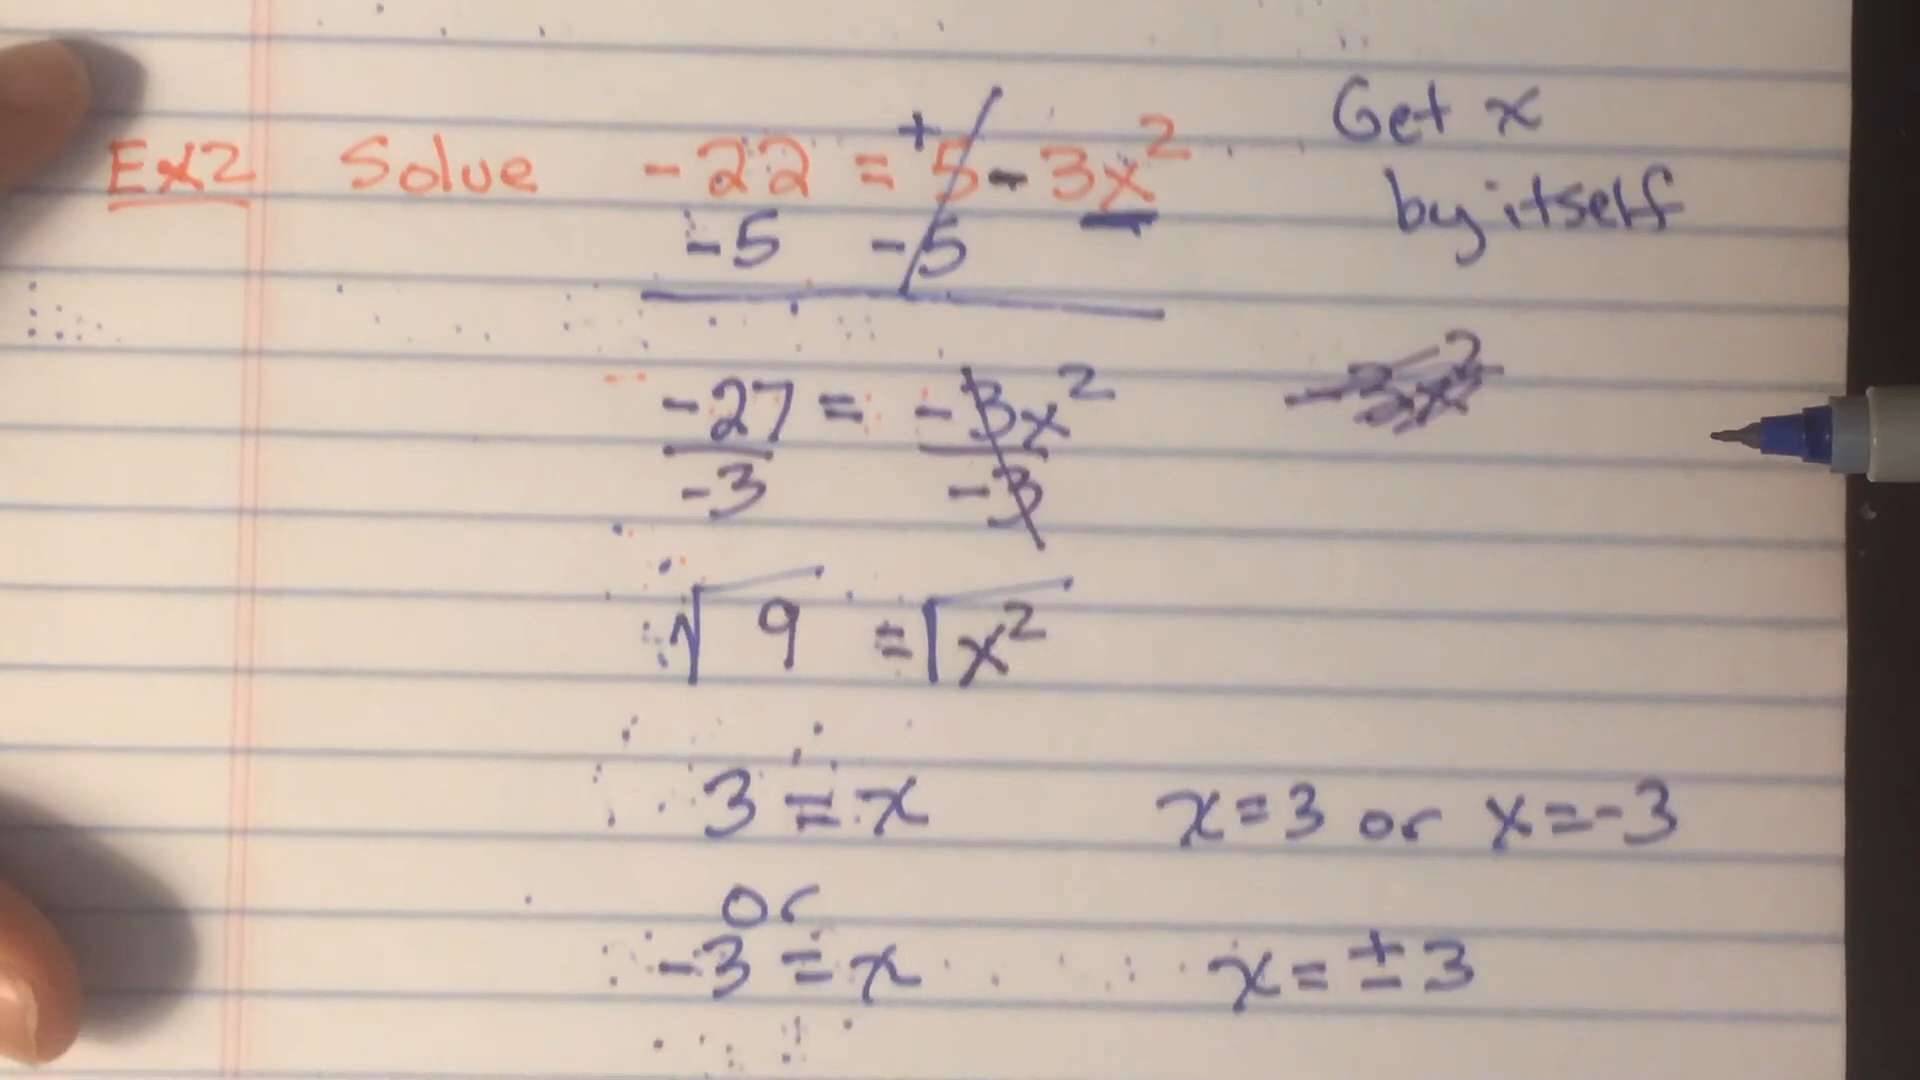 Ex2 Solve -22 = +5 - 3x²
Get x
by itself
-5 -5
-27 = -3x²
-3x²
-3 -3
√9 = √x²
3 = x
x = 3 or x = -3
or
-3 = x
x = ± 3